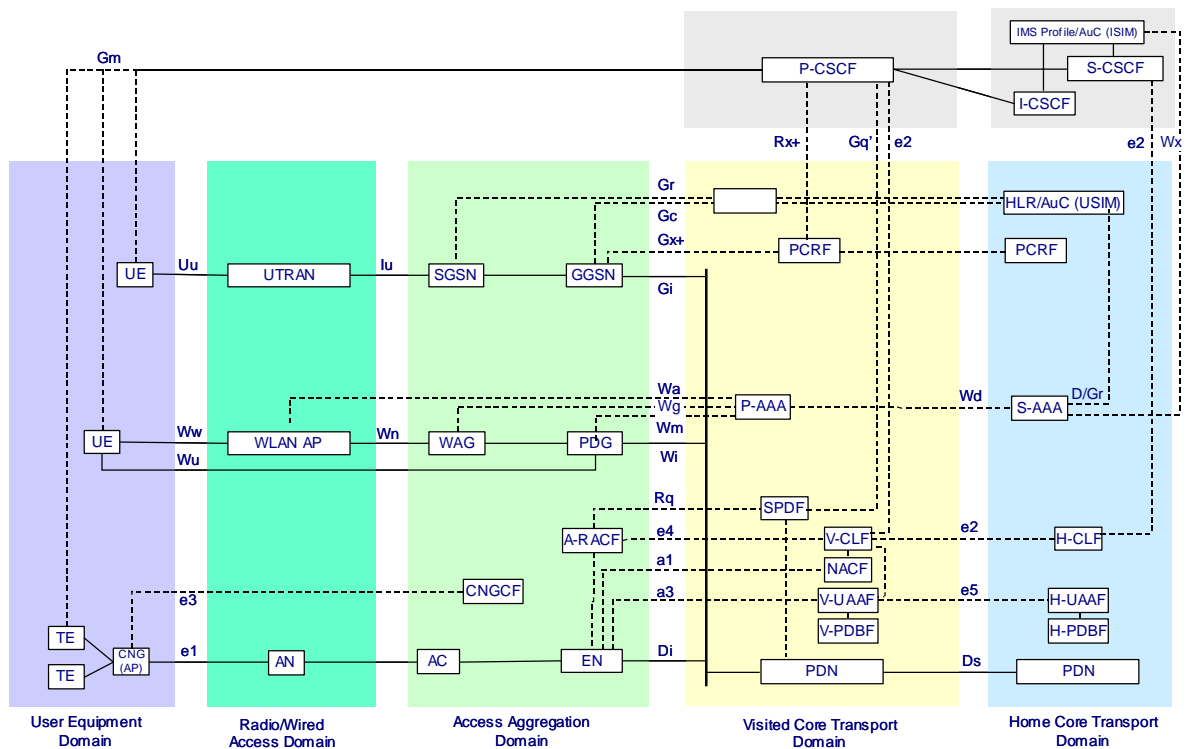 IMS Profile/AuC (ISIM)
Gm
P-CSCF
S-CSCF
I-CSCF
Rx+
Gq’
e2
e2
Wx
Gr
HLR/AuC (USIM)
Gc
Gx+
PCRF
PCRF
UE
Uu
UTRAN
Iu
SGSN
GGSN
Gi
Wa
Wg
P-AAA
Wd
S-AAA
D/Gr
UE
Ww
WLAN AP
Wn
WAG
PDG
Wm
Wu
Wi
Rq
SPDF
A-RACF
e4
V-CLF
e2
H-CLF
a1
NACF
CNGCF
e3
a3
V-UAAF
e5
H-UAAF
V-PDBF
H-PDBF
TE
CNG
(AP)
e1
AN
AC
EN
Di
PDN
Ds
PDN
TE
User Equipment
Domain
Radio/Wired
Access Domain
Access Aggregation
Domain
Visited Core Transport
Domain
Home Core Transport
Domain